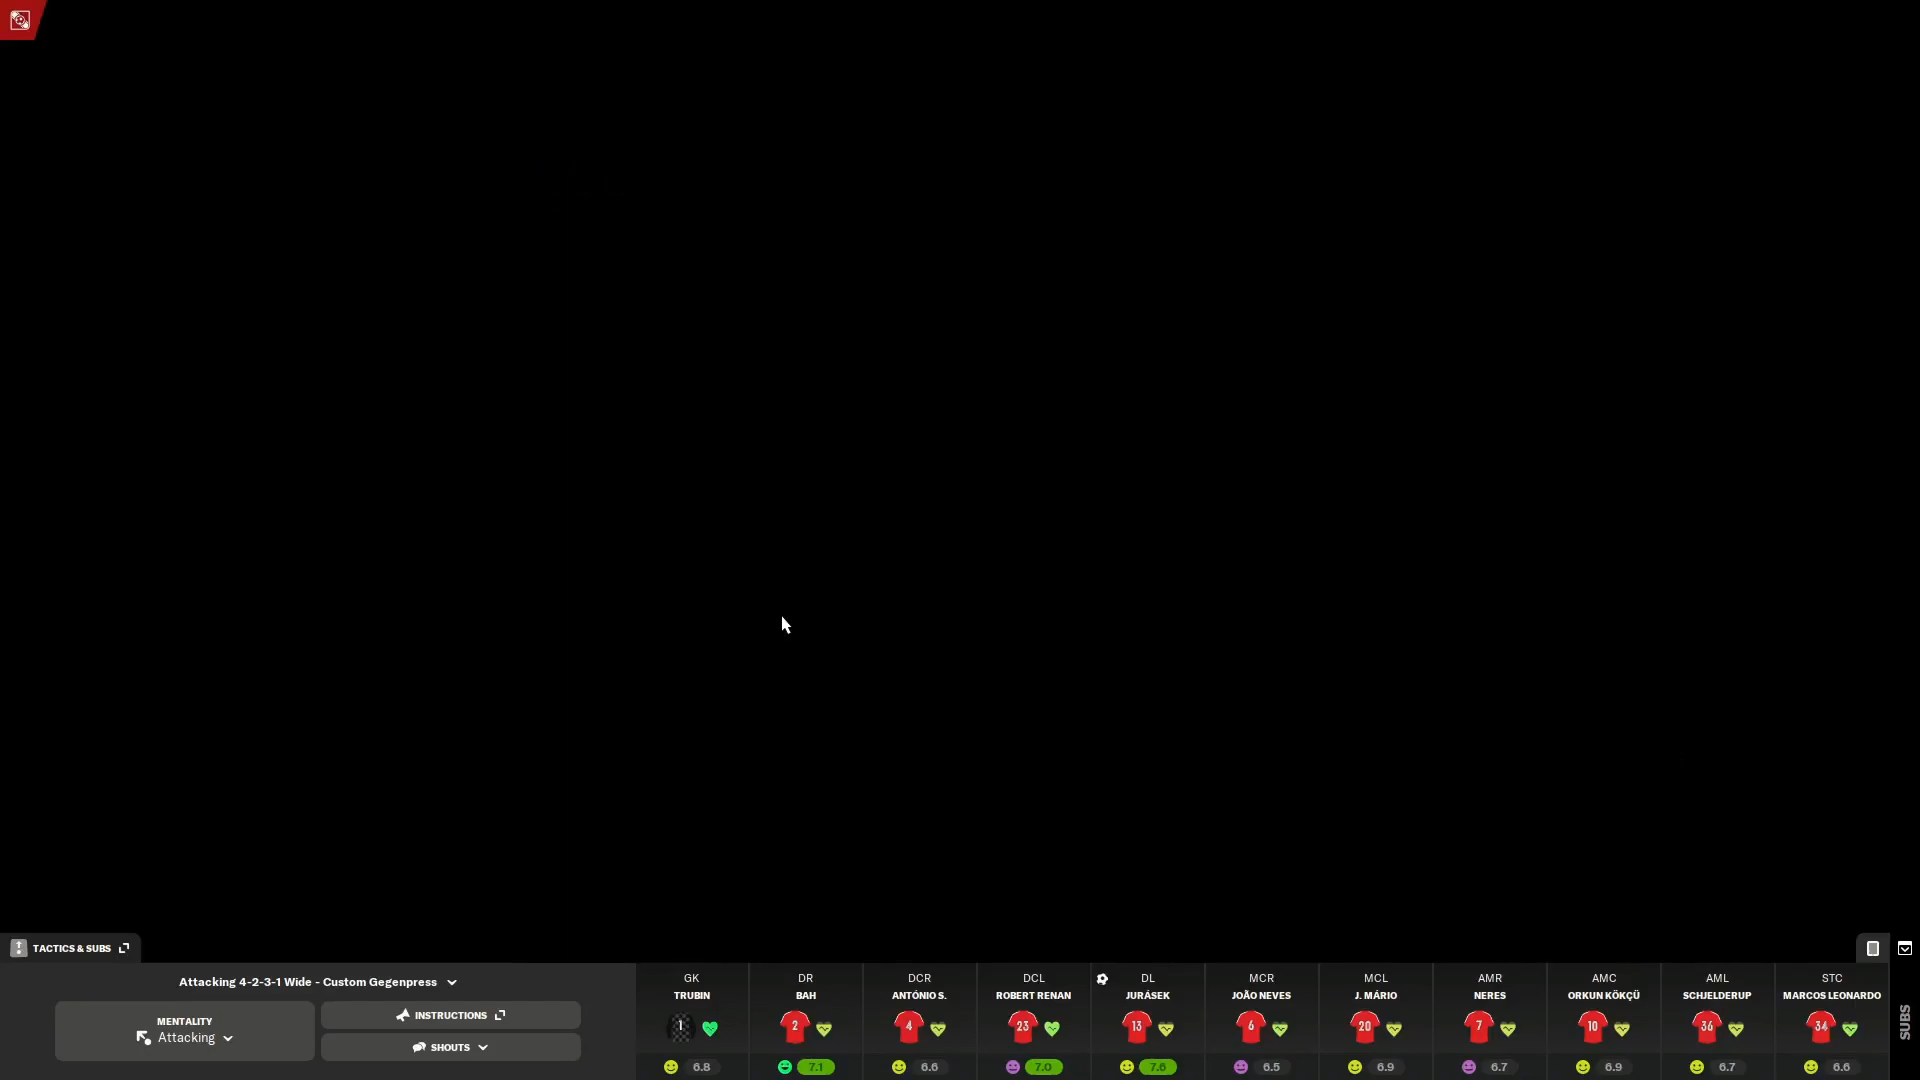 TACTICS & SUBS
Attacking 4-2-3-1 Wide - Custom Gegenpress
MENTALITY
Attacking
INSTRUCTIONS
SHOUTS
GK
TRUBIN
1
6.8
DR
BAH
2
7.1
DCR
ANTÓNIO S.
4
6.6
DCL
ROBERT RENAN
23
7.0
DL
JURÁSEK
13
7.6
MCR
JOÃO NEVES
6
6.5
MCL
J. MÁRIO
20
6.9
AMR
NERES
7
6.7
AMC
ORKUN KÖKÇÜ
10
6.9
AML
SCHJELDERUP
36
6.7
STC
MARCOS LEONARDO
34
6.6
SUBS